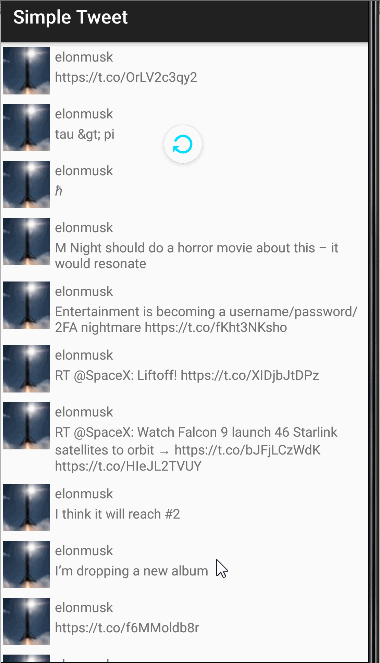 Simple Tweet
elonmusk
https://t.co/OrLV2c3qy2
elonmusk
tau &gt; pi
elonmusk
ℏ
elonmusk
M Night should do a horror movie about this – it
would resonate
elonmusk
Entertainment is becoming a username/password/
2FA nightmare https://t.co/fKht3NKsho
elonmusk
RT @SpaceX: Liftoff! https://t.co/XIDjbJtDPz
elonmusk
RT @SpaceX: Watch Falcon 9 launch 46 Starlink
satellites to orbit → https://t.co/bJFjLCzWdK
https://t.co/HIeJL2TVUY
elonmusk
I think it will reach #2
elonmusk
I’m dropping a new album
elonmusk
https://t.co/f6MMoldb8r